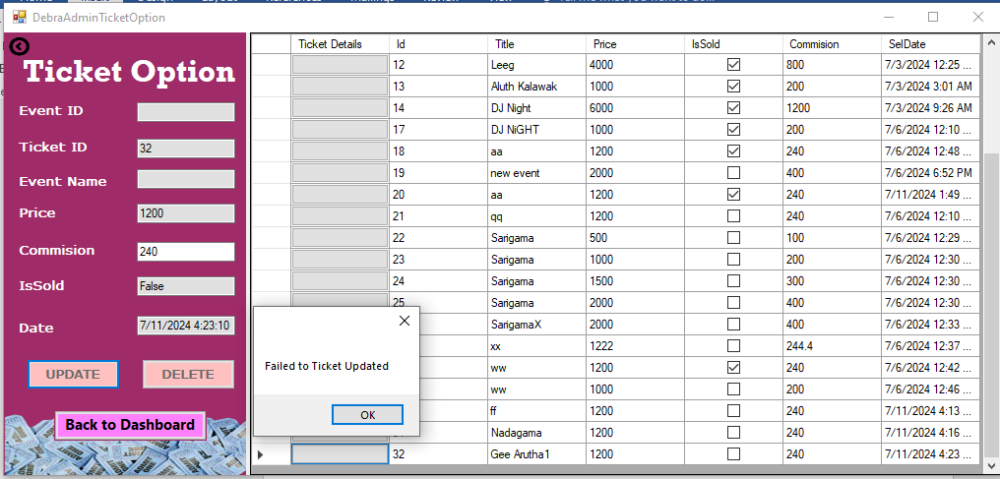 DebraAdminTicketOption
Ticket Option
Event ID
Ticket ID 32
Event Name
Price 1200
Commision 240
IsSold False
Date 7/11/2024 4:23:10
UPDATE DELETE
Back to Dashboard
Ticket Details Id Title Price IsSold Commision SelDate
12 Leeg 4000 800 7/3/2024 12:25 ...
13 Aluth Kalawak 1000 200 7/3/2024 3:01 AM
14 DJ Night 6000 1200 7/3/2024 9:26 AM
17 DJ NiGHT 1000 200 7/6/2024 12:10 ...
18 aa 1200 240 7/6/2024 12:48 ...
19 new event 2000 400 7/6/2024 6:52 PM
20 aa 1200 240 7/11/2024 1:49 ...
21 qq 1200 240 7/6/2024 12:10 ...
22 Sarigama 500 100 7/6/2024 12:29 ...
23 Sarigama 1000 200 7/6/2024 12:30 ...
24 Sarigama 1500 300 7/6/2024 12:30 ...
25 Sarigama 2000 400 7/6/2024 12:30 ...
SarigamaX 2000 400 7/6/2024 12:33 ...
xx 1222 244.4 7/6/2024 12:37 ...
ww 1200 240 7/6/2024 12:42 ...
ww 1000 200 7/6/2024 12:46 ...
ff 1200 240 7/11/2024 4:13 ...
Nadagama 1200 240 7/11/2024 4:16 ...
32 Gee Arutha1 1200 240 7/11/2024 4:23 ...
Failed to Ticket Updated
OK